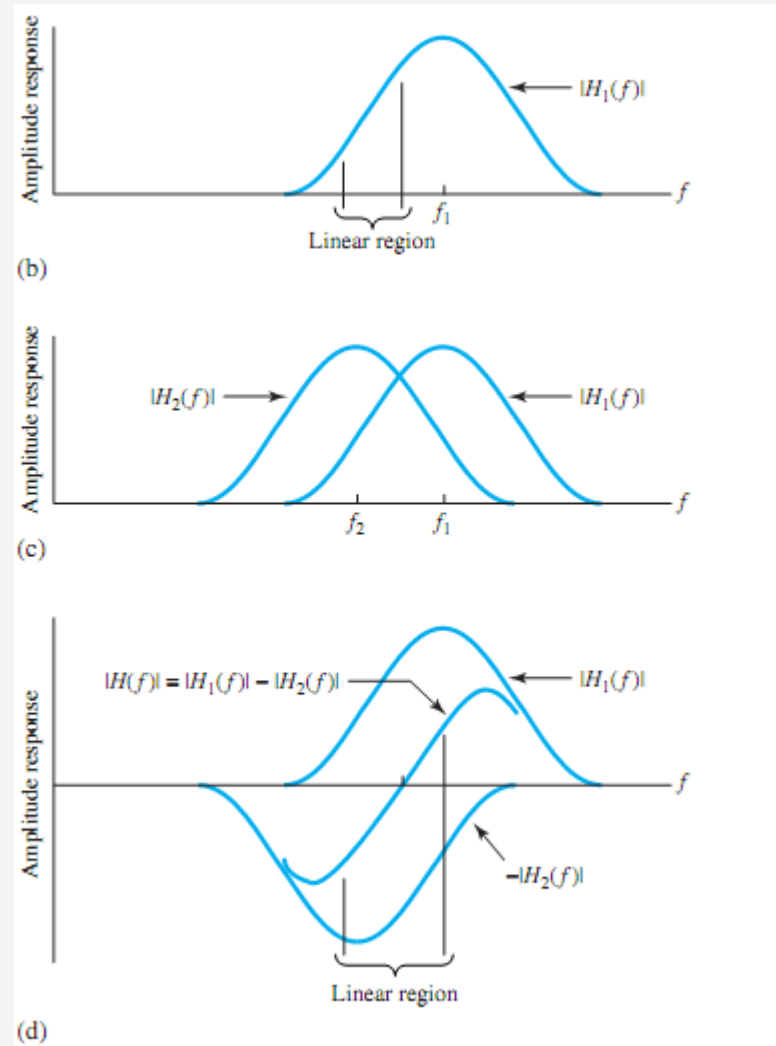 Amplitude response
|H₁(f)|
f
f₁
Linear region
(b)
Amplitude response
|H₂(f)|
|H₁(f)|
f
f₂
f₁
(c)
Amplitude response
|H(f)| = |H₁(f)| − |H₂(f)|
|H₁(f)|
f
−|H₂(f)|
Linear region
(d)